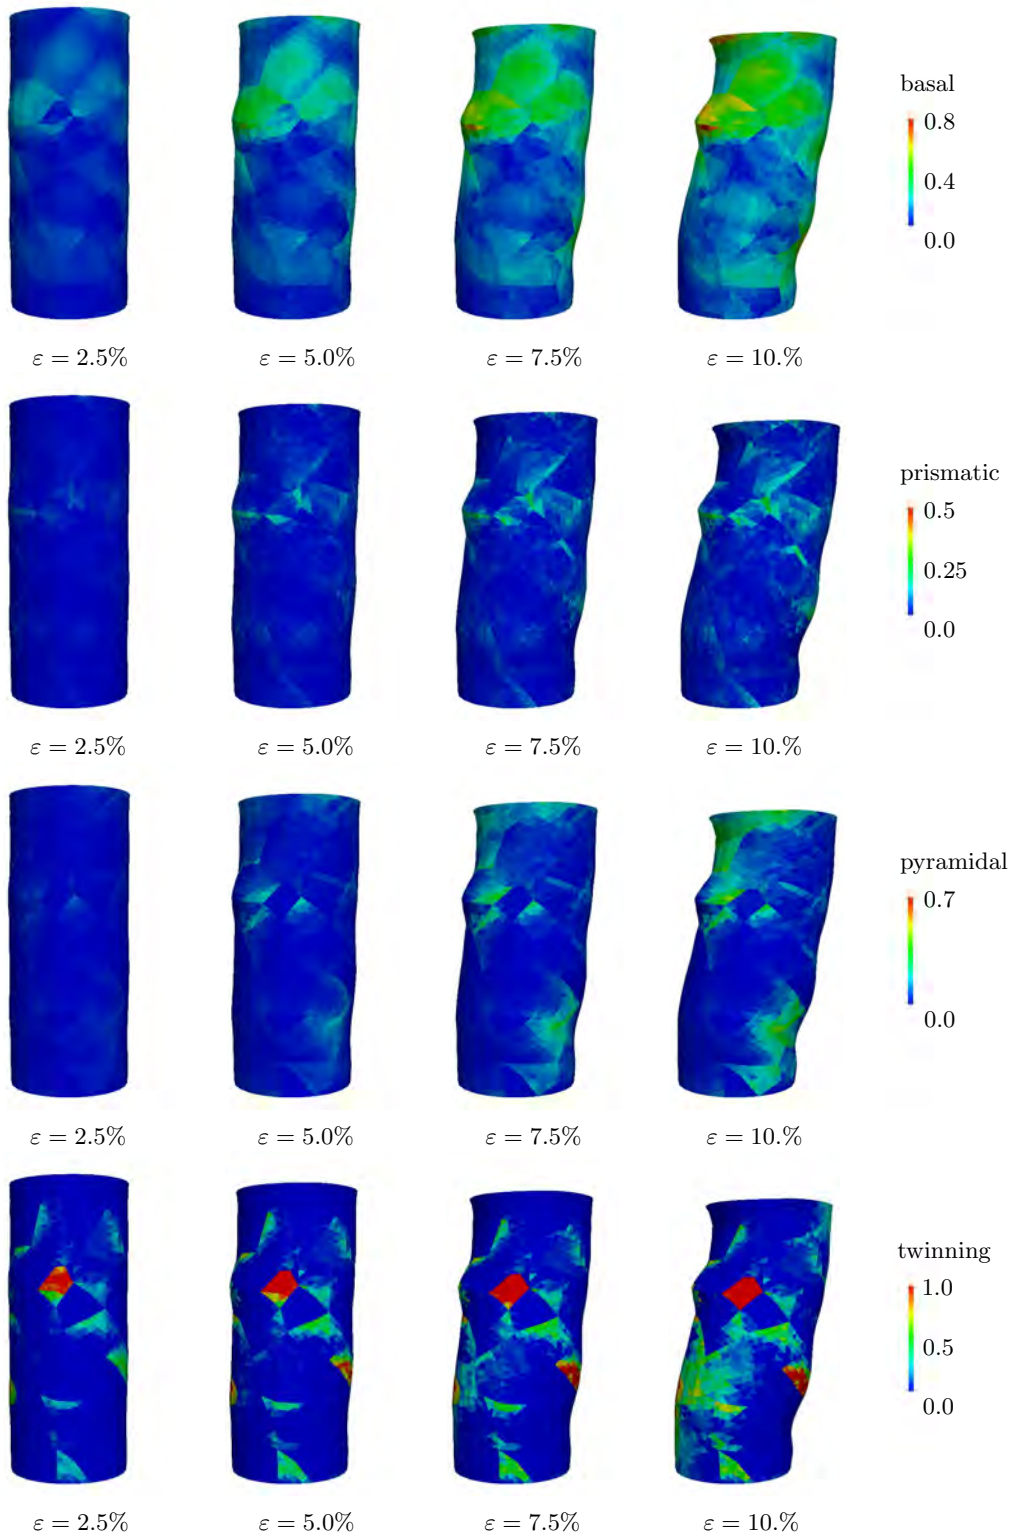 basal
0.8
0.4
0.0
ε = 2.5% ε = 5.0% ε = 7.5% ε = 10.%
prismatic
0.5
0.25
0.0
ε = 2.5% ε = 5.0% ε = 7.5% ε = 10.%
pyramidal
0.7
0.0
ε = 2.5% ε = 5.0% ε = 7.5% ε = 10.%
twinning
1.0
0.5
0.0
ε = 2.5% ε = 5.0% ε = 7.5% ε = 10.%